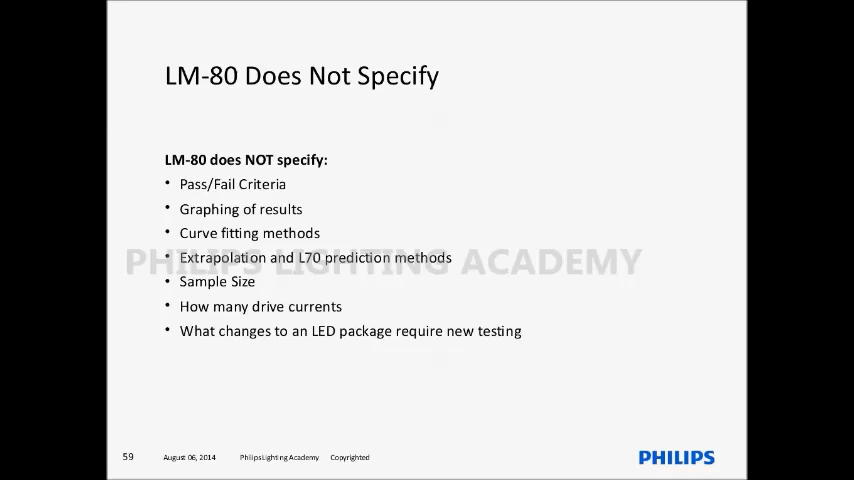 LM-80 Does Not Specify
LM-80 does NOT specify:
• Pass/Fail Criteria
• Graphing of results
• Curve fitting methods
• Extrapolation and L70 prediction methods
PHILIPS LIGHTING ACADEMY
• Sample Size
• How many drive currents
• What changes to an LED package require new testing
59 August 06, 2014 Philips Lighting Academy Copyrighted
PHILIPS